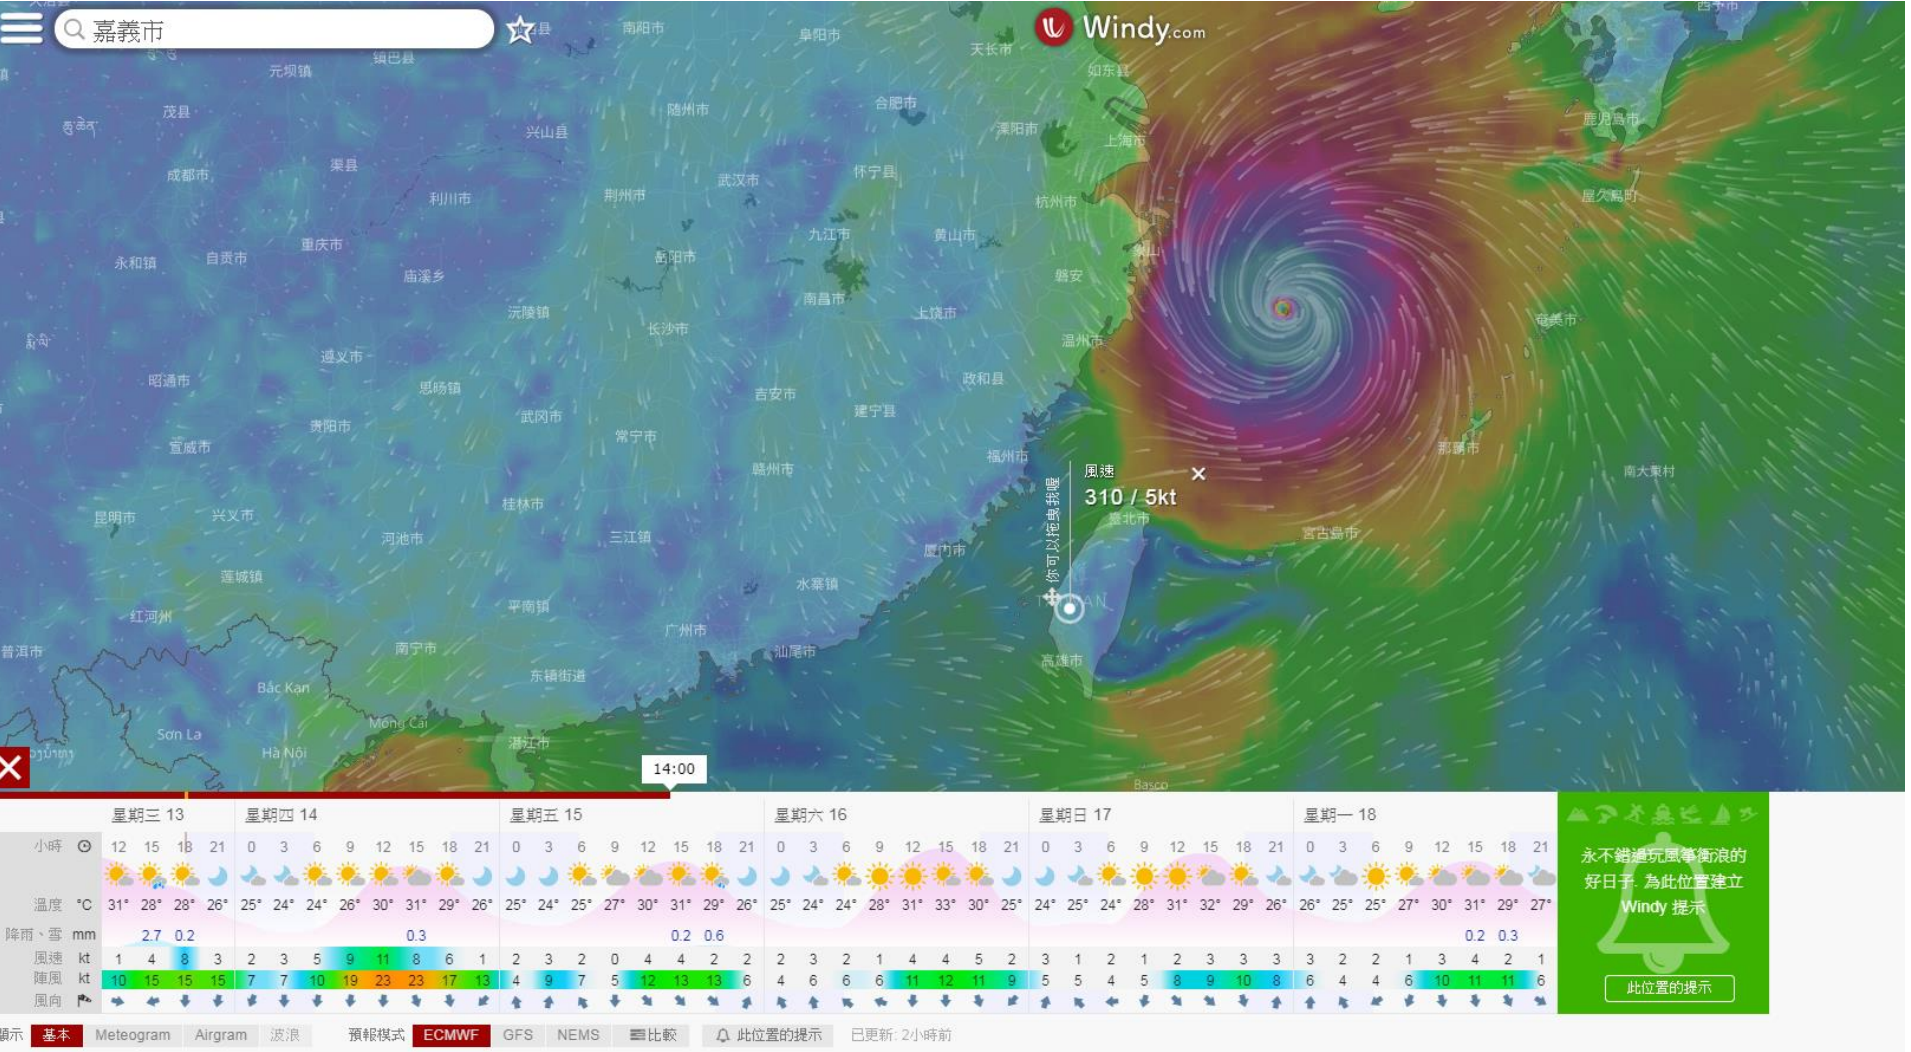 嘉義市
Windy.com
南阳市
阜阳市
天长市
西予市
如东县
镇巴县
元坝镇
茂县
随州市
合肥市
溧阳市
上海市
鹿児島市
兴山县
渠县
成都市
利川市
荆州市
武汉市
怀宁县
杭州市
屋久島町
重庆市
自贡市
永和镇
庙溪乡
岳阳市
九江市
黄山市
象山
磐安
南昌市
上饶市
沅陵镇
长沙市
温州市
奄美市
遵义市
昭通市
思旸镇
吉安市
政和县
建宁县
武冈市
贵阳市
宣威市
常宁市
赣州市
福州市
那覇市
南大東村
風速
310 / 5kt
你可以拖曳我喔
臺北市
桂林市
昆明市
兴义市
河池市
三江镇
厦门市
宮古島市
莲城镇
水寨镇
平南镇
红河州
广州市
汕尾市
普洱市
南宁市
东镇街道
高雄市
Bắc Kạn
Móng Cái
Sơn La
Hà Nội
湛江市
Basco
14:00
星期三 13 星期四 14 星期五 15 星期六 16 星期日 17 星期一 18
小時 12 15 18 21 0 3 6 9 12 15 18 21 0 3 6 9 12 15 18 21 0 3 6 9 12 15 18 21 0 3 6 9 12 15 18 21 0 3 6 9 12 15 18 21
溫度 °C 31° 28° 28° 26° 25° 24° 24° 26° 30° 31° 29° 26° 25° 24° 25° 27° 30° 31° 29° 26° 25° 24° 24° 28° 31° 33° 30° 25° 24° 25° 24° 28° 31° 32° 29° 26° 26° 25° 25° 27° 30° 31° 29° 27°
降雨、雪 mm 2.7 0.2 0.3 0.2 0.6 0.2 0.3
風速 kt 1 4 8 3 2 3 5 9 11 8 6 1 2 3 2 0 4 4 2 2 2 3 2 1 4 4 5 2 3 1 2 1 2 3 3 3 3 2 2 1 3 4 2 1
陣風 kt 10 15 15 15 7 7 10 19 23 23 17 13 4 9 7 5 12 13 13 6 4 6 6 6 11 12 11 9 5 5 4 5 8 9 10 8 6 4 4 6 10 11 11 6
風向
永不錯過玩風箏衝浪的
好日子. 為此位置建立
Windy 提示
此位置的提示
顯示 基本 Meteogram Airgram 波浪 預報模式 ECMWF GFS NEMS 比較 此位置的提示 已更新: 2小時前